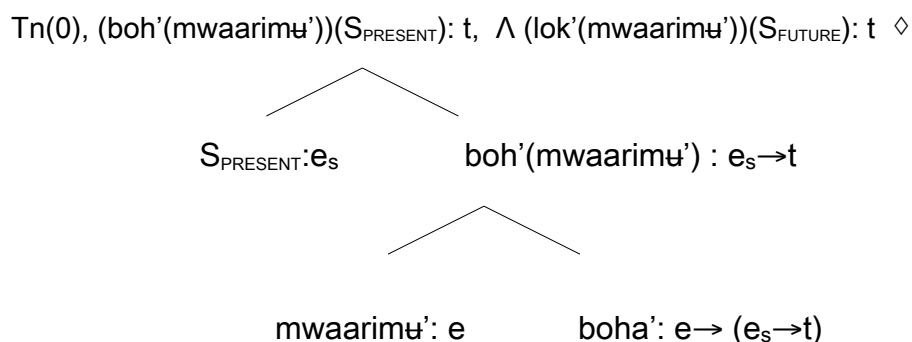 Tn(0), (boh'(mwaarimʉ'))(S_PRESENT): t, Λ (lok'(mwaarimʉ'))(S_FUTURE): t ◊
S_PRESENT:e_s boh'(mwaarimʉ') : e_s→t
mwaarimʉ': e boha': e→ (e_s→t)